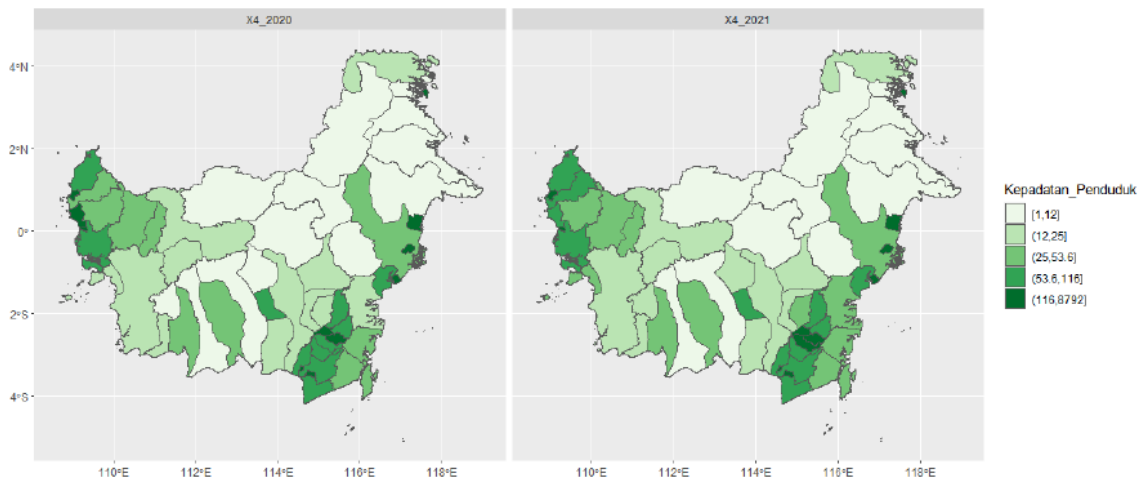 X4_2020
X4_2021
4°N
2°N
0°
2°S
4°S
110°E
112°E
114°E
116°E
118°E
110°E
112°E
114°E
116°E
118°E
Kepadatan_Penduduk
[1,12]
(12,25]
(25,53.6]
(53.6,116]
(116,8792]